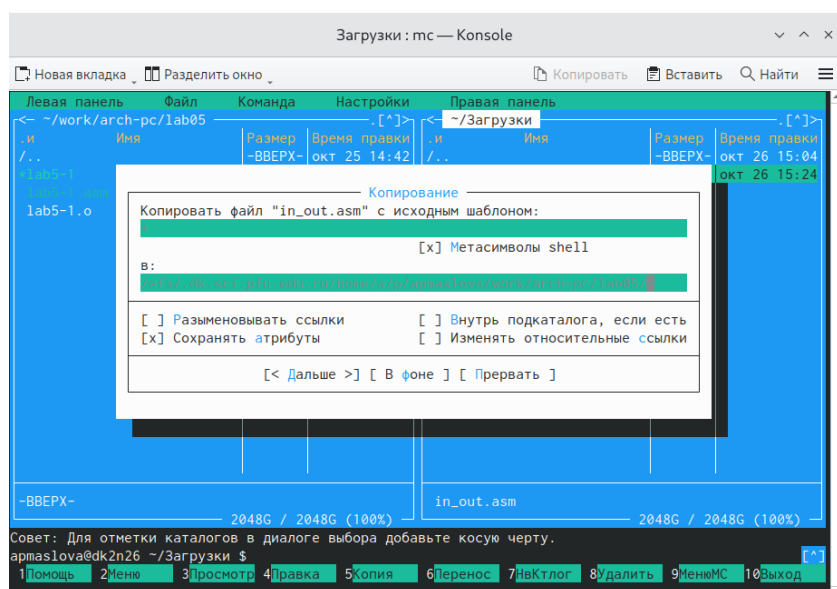 Загрузки : mc — Konsole
Новая вкладка Разделить окно Копировать Вставить Найти
Левая панель Файл Команда Настройки Правая панель
<— ~/work/arch-pc/lab05 .[^]> <— ~/Загрузки .[^]>
.и Имя Размер Время правки .и Имя Размер Время правки
/.. -ВВЕРХ- окт 25 14:42 /.. -ВВЕРХ- окт 26 15:04
*lab5-1 окт 26 15:24
lab5-1.asm
lab5-1.o
Копирование
Копировать файл "in_out.asm" с исходным шаблоном:
[x] Метасимволы shell
в:
[ ] Разыменовывать ссылки [ ] Внутрь подкаталога, если есть
[x] Сохранять атрибуты [ ] Изменять относительные ссылки
[< Дальше >] [ В фоне ] [ Прервать ]
-ВВЕРХ- in_out.asm
2048G / 2048G (100%) 2048G / 2048G (100%)
Совет: Для отметки каталогов в диалоге выбора добавьте косую черту.
apmaslova@dk2n26 ~/Загрузки $ [^]
1Помощь 2Меню 3Просмотр 4Правка 5Копия 6Перенос 7НвКтлог 8Удалить 9МенюМС 10Выход